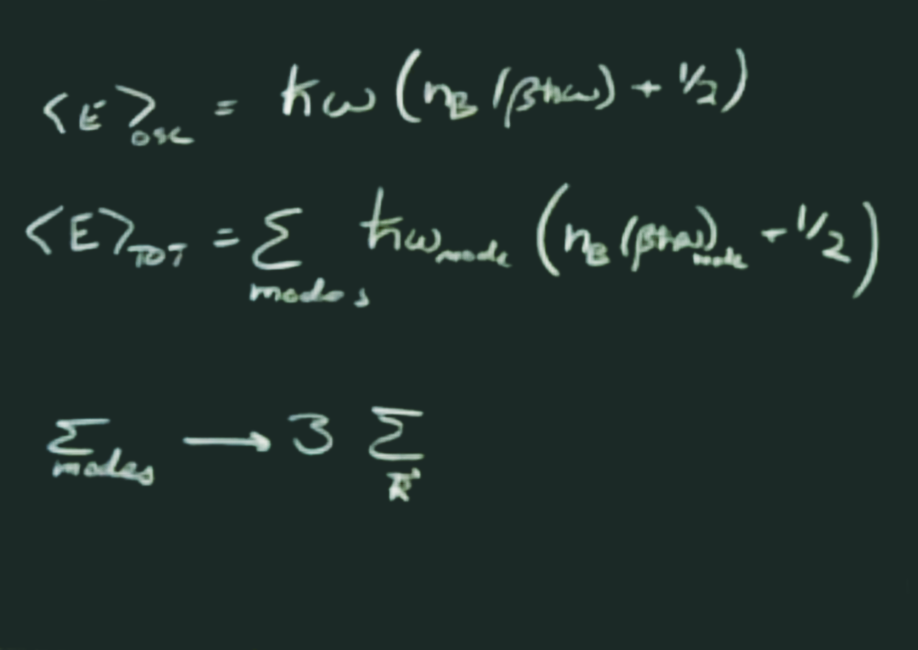 ⟨E⟩osc = ħω (nB (βħω) + 1/2)
⟨E⟩TOT = Σ modes ħωmode (nB (βħω)mode + 1/2)
Σ modes → 3 Σ k⃗